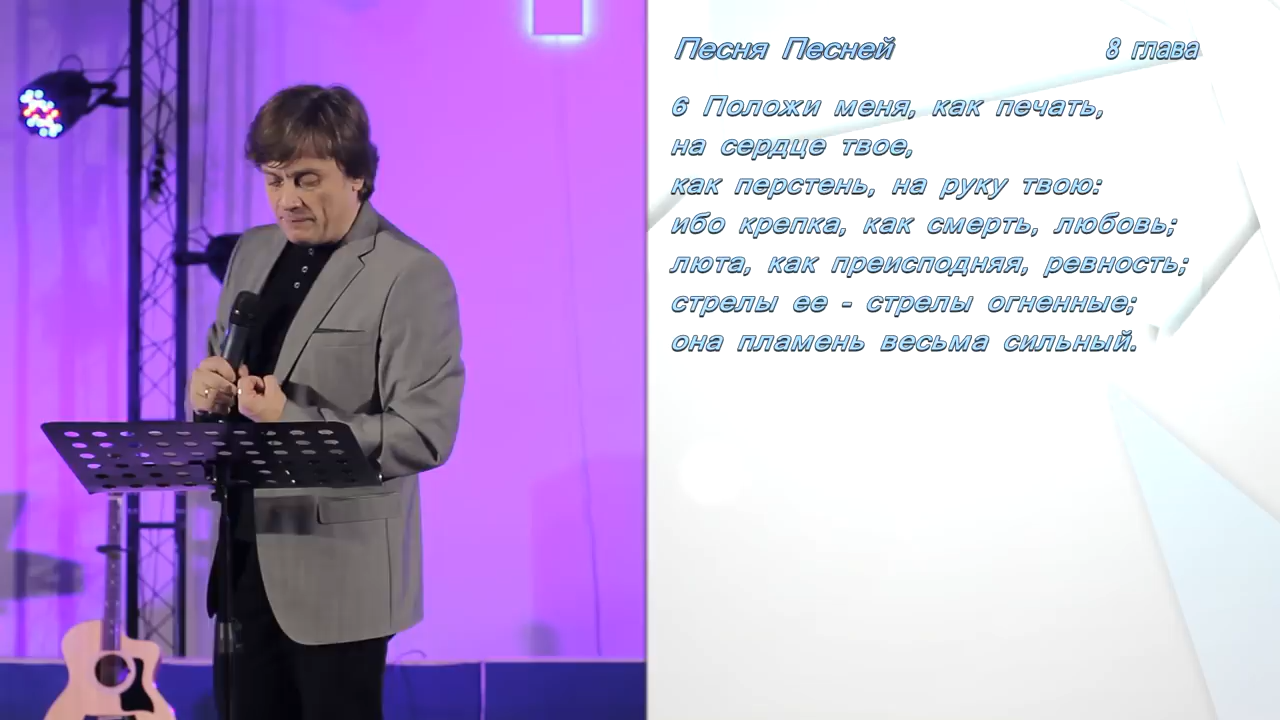 Песня Песней 8 глава
6 Положи меня, как печать,
на сердце твое,
как перстень, на руку твою:
ибо крепка, как смерть, любовь;
люта, как преисподняя, ревность;
стрелы ее - стрелы огненные;
она пламень весьма сильный.